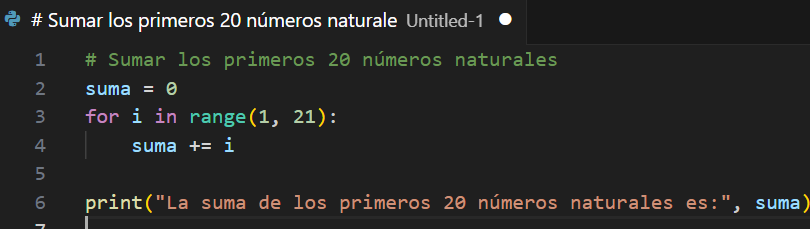 # Sumar los primeros 20 números naturale Untitled-1
1 # Sumar los primeros 20 números naturales
2 suma = 0
3 for i in range(1, 21):
4     suma += i
5
6 print("La suma de los primeros 20 números naturales es:", suma)
7